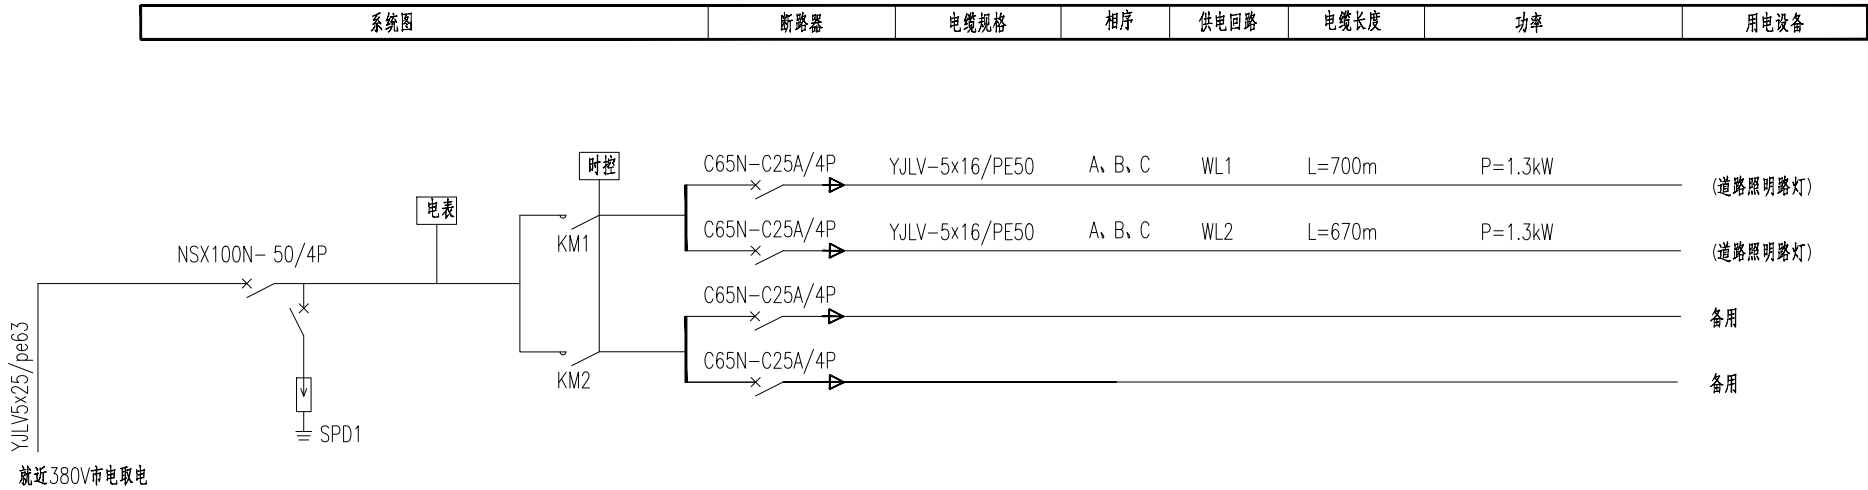 系统图 断路器 电缆规格 相序 供电回路 电缆长度 功率 用电设备
时控 C65N-C25A/4P YJLV-5x16/PE50 A、B、C WL1 L=700m P=1.3kW (道路照明路灯)
电表
KM1 C65N-C25A/4P YJLV-5x16/PE50 A、B、C WL2 L=670m P=1.3kW (道路照明路灯)
NSX100N- 50/4P
C65N-C25A/4P 备用
KM2 C65N-C25A/4P 备用
YJLV5x25/pe63
SPD1
就近380V市电取电